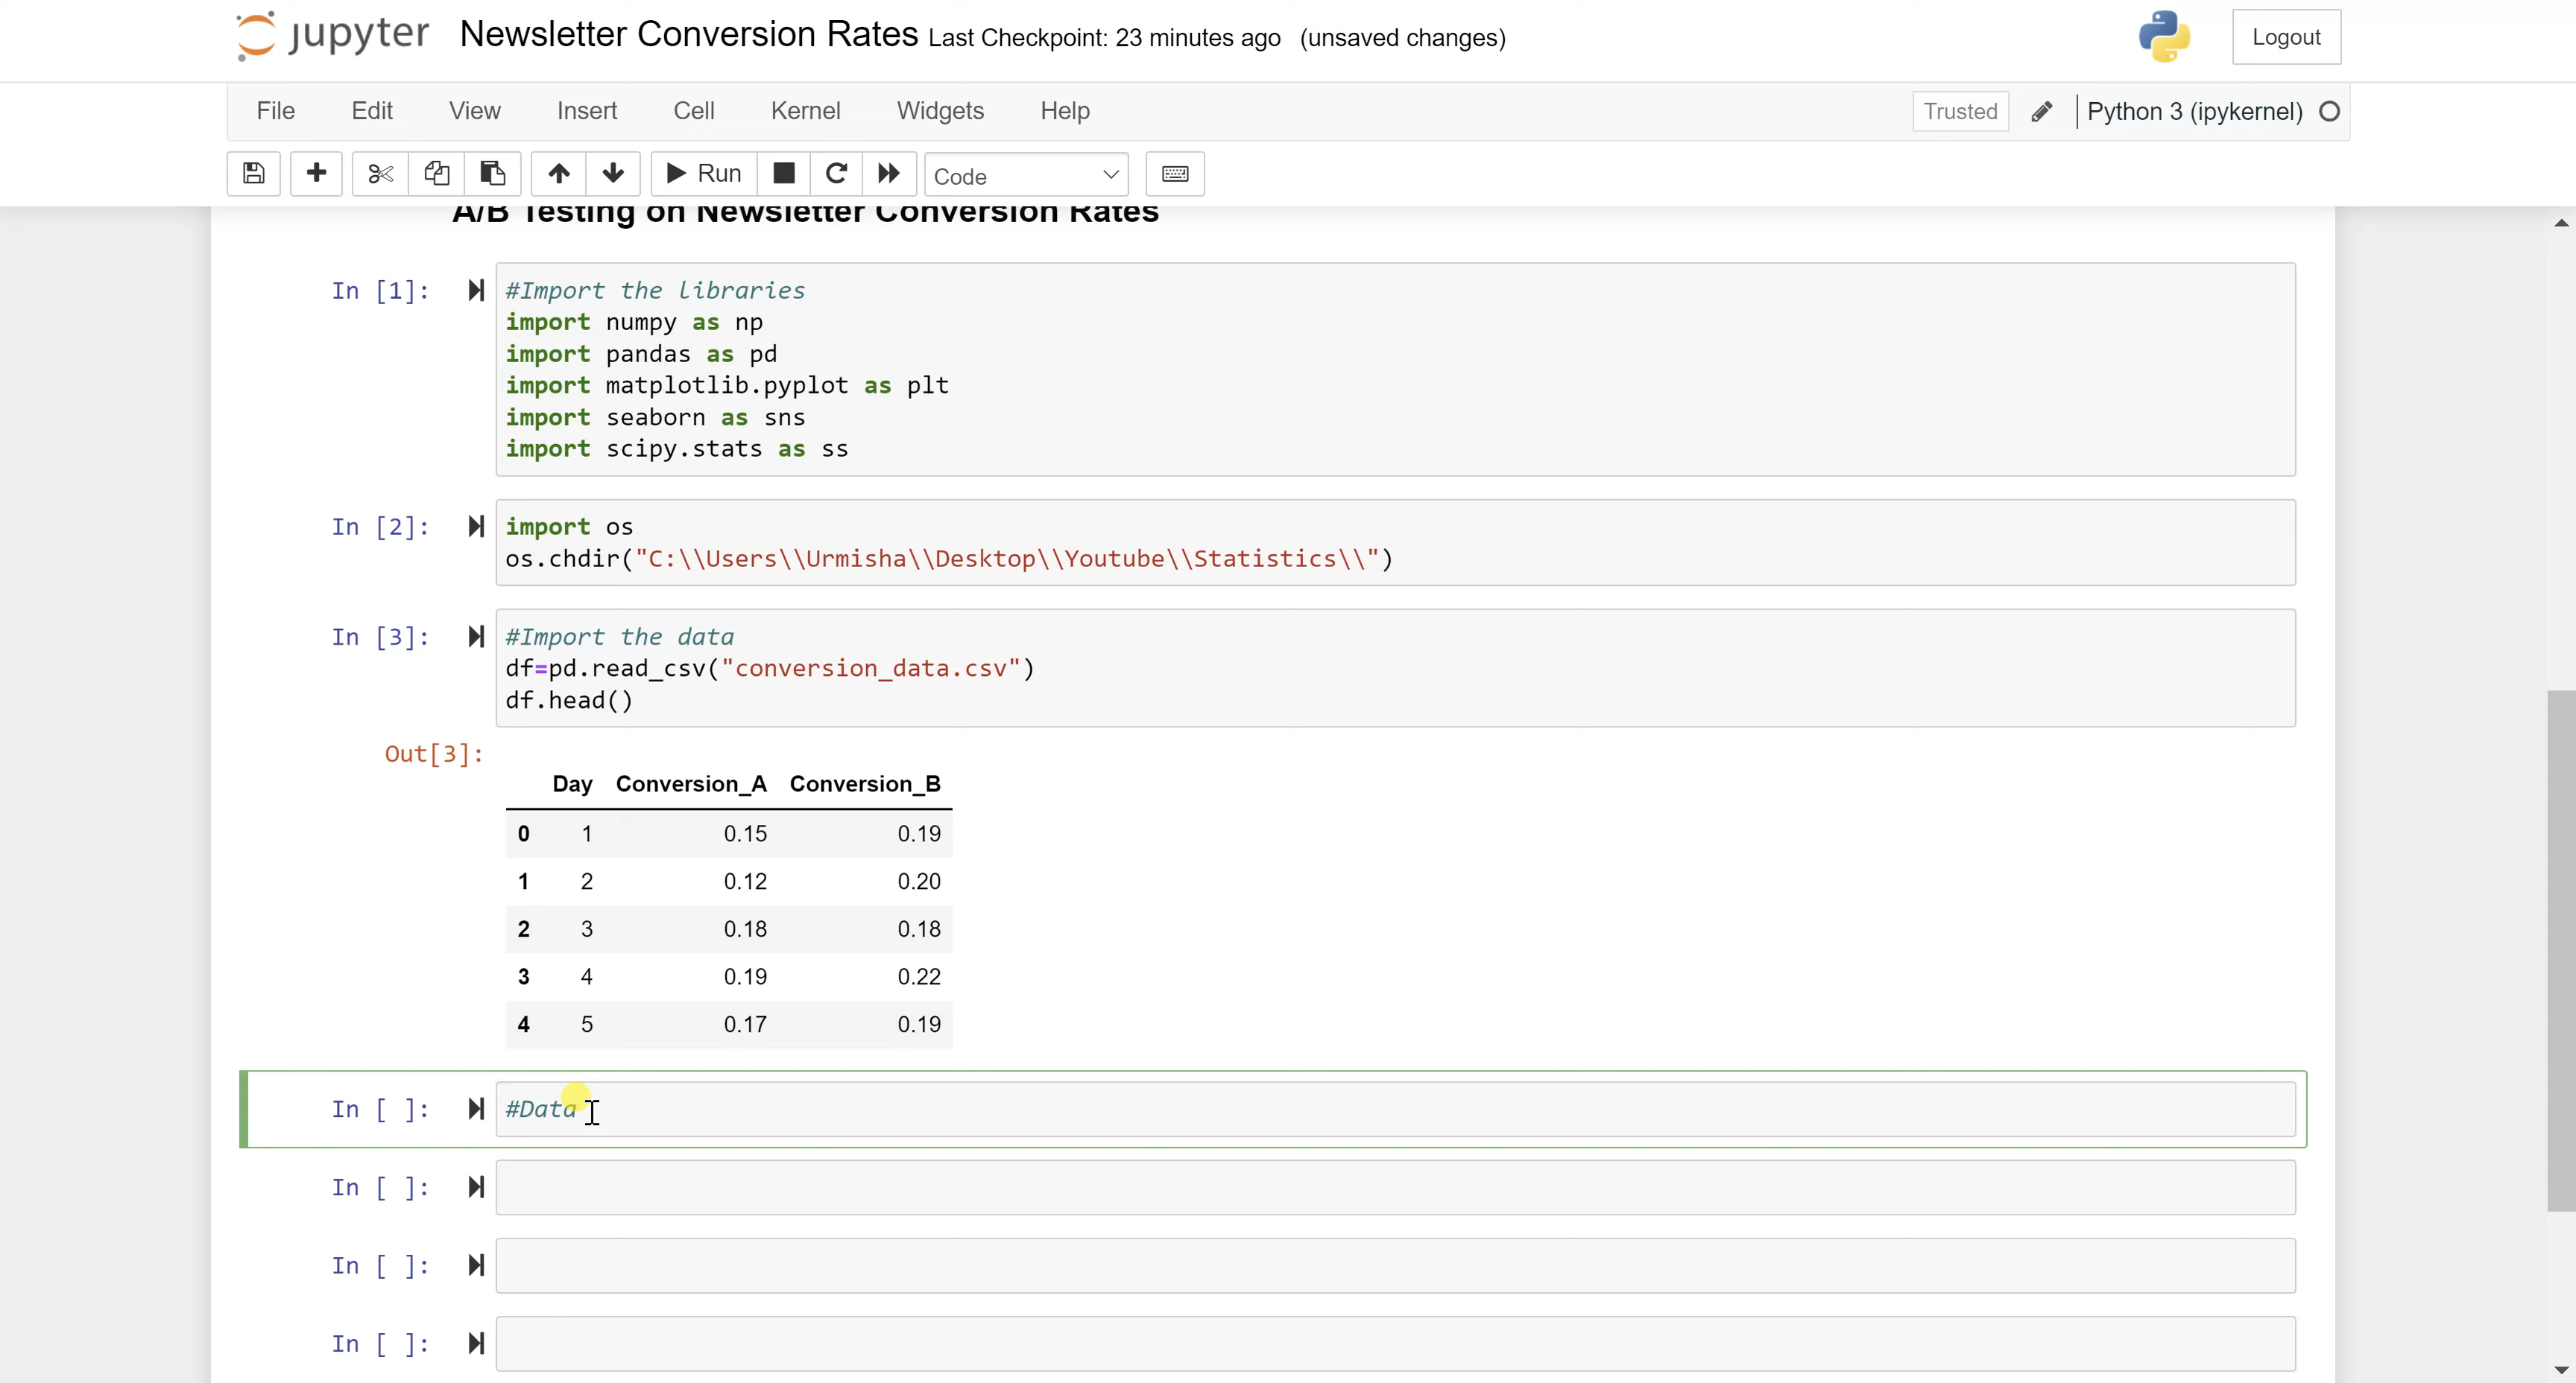 jupyter Newsletter Conversion Rates Last Checkpoint: 23 minutes ago (unsaved changes)
Logout
File Edit View Insert Cell Kernel Widgets Help
Trusted Python 3 (ipykernel)
Run Code
A/B Testing on Newsletter Conversion Rates
In [1]: #Import the libraries
import numpy as np
import pandas as pd
import matplotlib.pyplot as plt
import seaborn as sns
import scipy.stats as ss
In [2]: import os
os.chdir("C:\\Users\\Urmisha\\Desktop\\Youtube\\Statistics\\")
In [3]: #Import the data
df=pd.read_csv("conversion_data.csv")
df.head()
Out[3]:
Day Conversion_A Conversion_B
0 1 0.15 0.19
1 2 0.12 0.20
2 3 0.18 0.18
3 4 0.19 0.22
4 5 0.17 0.19
In [ ]: #Data
In [ ]:
In [ ]:
In [ ]: